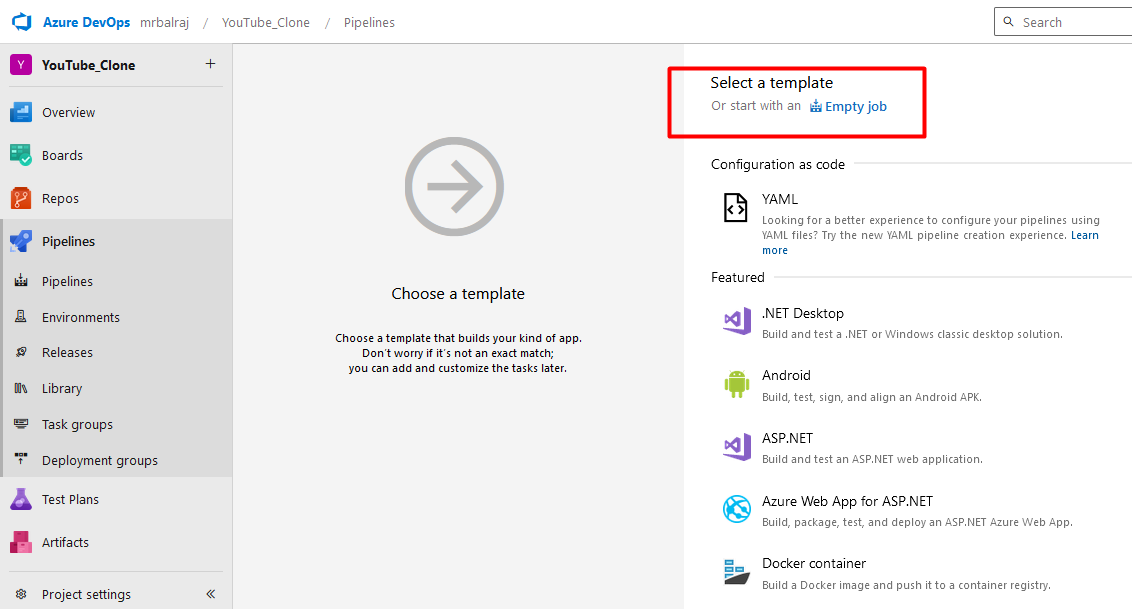 Azure DevOps mrbalraj / YouTube_Clone / Pipelines
Search
Y YouTube_Clone +
Overview
Boards
Repos
Pipelines
Pipelines
Environments
Releases
Library
Task groups
Deployment groups
Test Plans
Artifacts
Project settings
Choose a template
Choose a template that builds your kind of app.
Don't worry if it's not an exact match;
you can add and customize the tasks later.
Select a template
Or start with an Empty job
Configuration as code
YAML
Looking for a better experience to configure your pipelines using
YAML files? Try the new YAML pipeline creation experience. Learn
more
Featured
.NET Desktop
Build and test a .NET or Windows classic desktop solution.
Android
Build, test, sign, and align an Android APK.
ASP.NET
Build and test an ASP.NET web application.
Azure Web App for ASP.NET
Build, package, test, and deploy an ASP.NET Azure Web App.
Docker container
Build a Docker image and push it to a container registry.